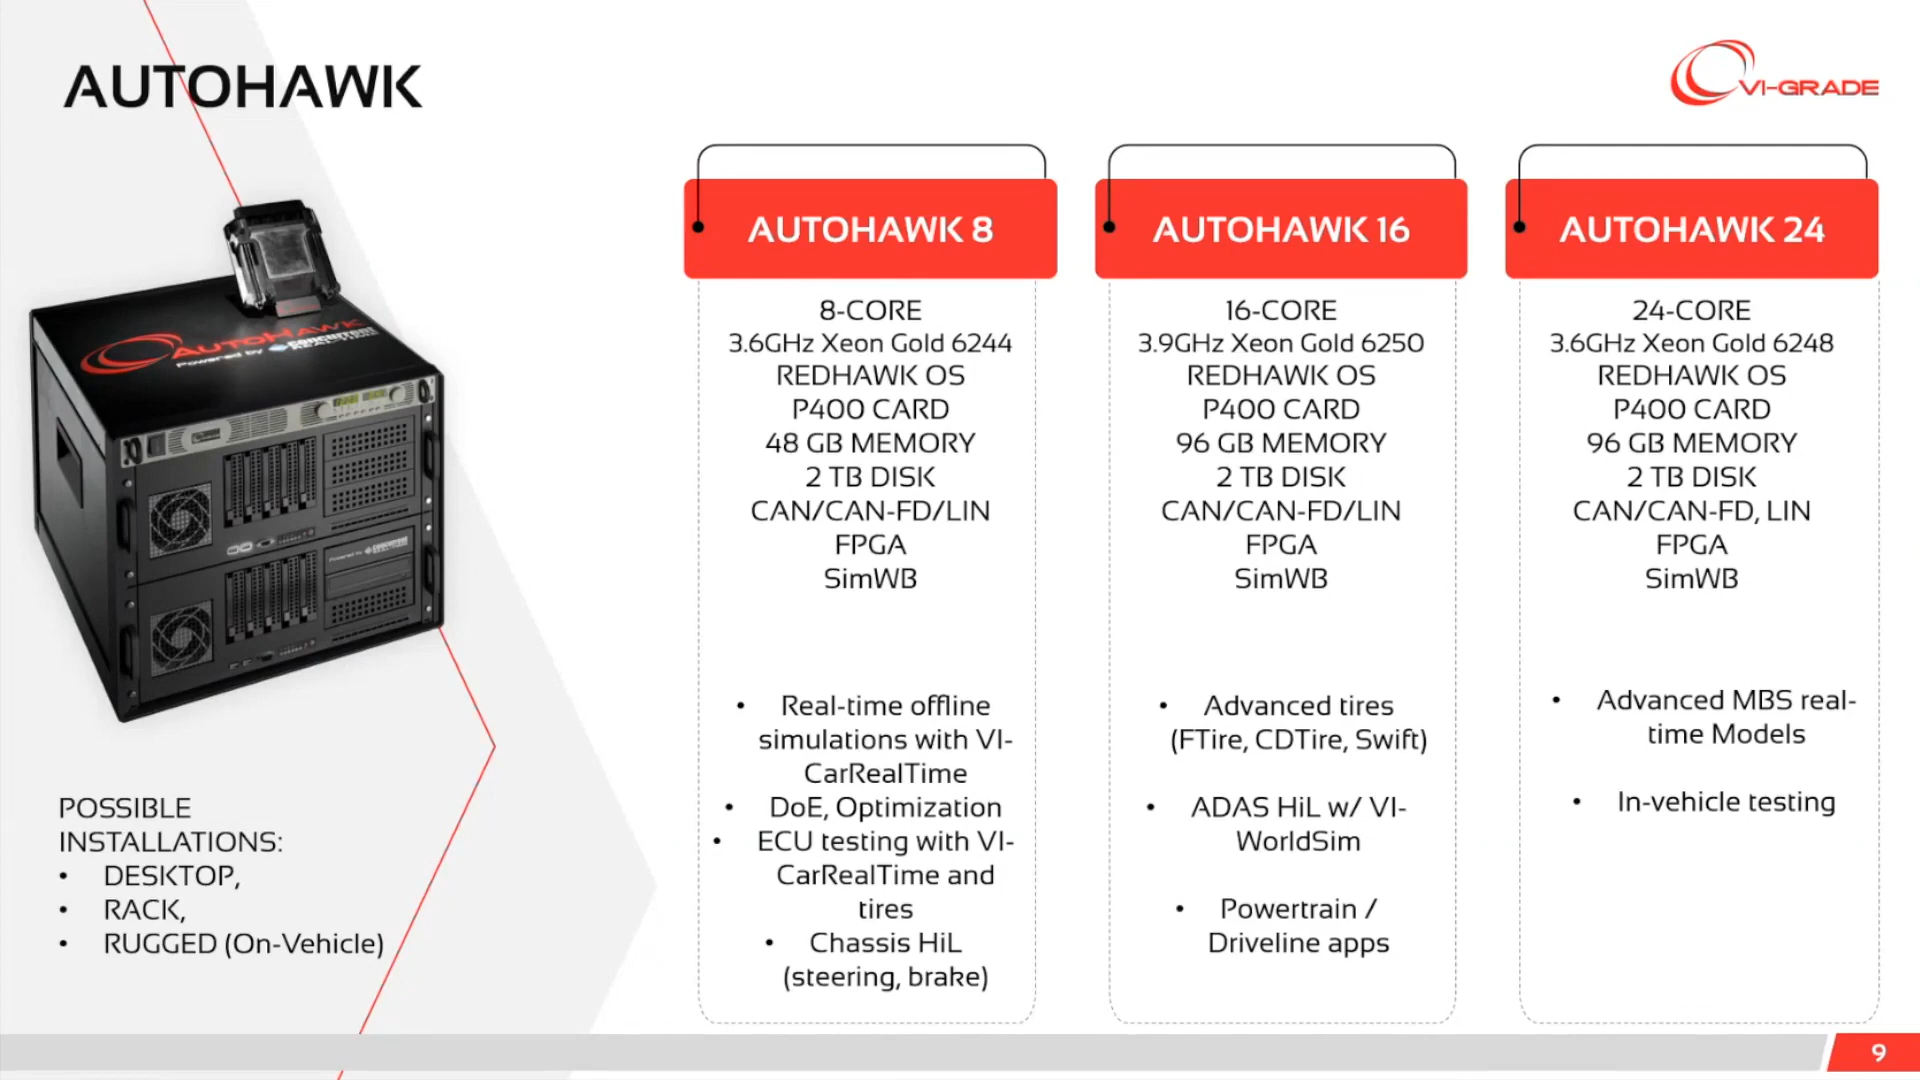 AUTOHAWK
VI-GRADE
AUTOHAWK
Powered by CONCURRENT
REAL-TIME
Powered by CONCURRENT
POSSIBLE
INSTALLATIONS:
• DESKTOP,
• RACK,
• RUGGED (On-Vehicle)
AUTOHAWK 8
8-CORE
3.6GHz Xeon Gold 6244
REDHAWK OS
P400 CARD
48 GB MEMORY
2 TB DISK
CAN/CAN-FD/LIN
FPGA
SimWB
• Real-time offline
simulations with VI-
CarRealTime
• DoE, Optimization
• ECU testing with VI-
CarRealTime and
tires
• Chassis HiL
(steering, brake)
AUTOHAWK 16
16-CORE
3.9GHz Xeon Gold 6250
REDHAWK OS
P400 CARD
96 GB MEMORY
2 TB DISK
CAN/CAN-FD/LIN
FPGA
SimWB
• Advanced tires
(FTire, CDTire, Swift)
• ADAS HiL w/ VI-
WorldSim
• Powertrain /
Driveline apps
AUTOHAWK 24
24-CORE
3.6GHz Xeon Gold 6248
REDHAWK OS
P400 CARD
96 GB MEMORY
2 TB DISK
CAN/CAN-FD, LIN
FPGA
SimWB
• Advanced MBS real-
time Models
• In-vehicle testing
9